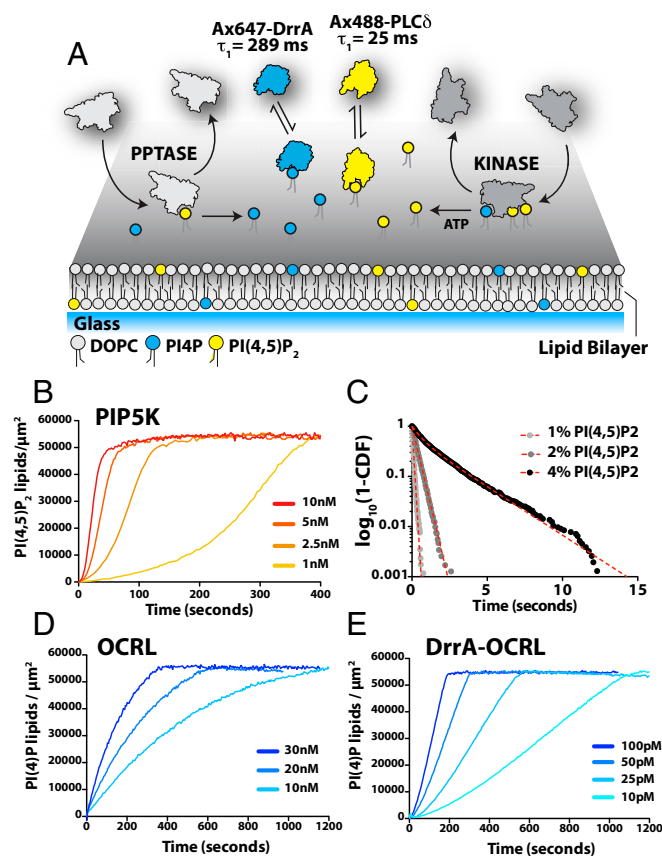 A
Ax647-DrrA
τ1= 289 ms
Ax488-PLCδ
τ1= 25 ms
PPTASE
KINASE
ATP
Glass
DOPC
PI4P
PI(4,5)P2
Lipid Bilayer
B
PIP5K
PI(4,5)P2 lipids/μm2
60000
50000
40000
30000
20000
10000
0
10nM
5nM
2.5nM
1nM
0
100
200
300
400
Time (seconds)
C
log10(1-CDF)
1
0.1
0.01
0.001
1% PI(4,5)P2
2% PI(4,5)P2
4% PI(4,5)P2
0
5
10
15
Time (seconds)
D
OCRL
PI(4)P lipids / μm2
60000
50000
40000
30000
20000
10000
0
30nM
20nM
10nM
0 200 400 600 800 1000 1200
Time (seconds)
E
DrrA-OCRL
PI(4)P lipids / μm2
60000
50000
40000
30000
20000
10000
0
100pM
50pM
25pM
10pM
0 200 400 600 800 1000 1200
Time (seconds)